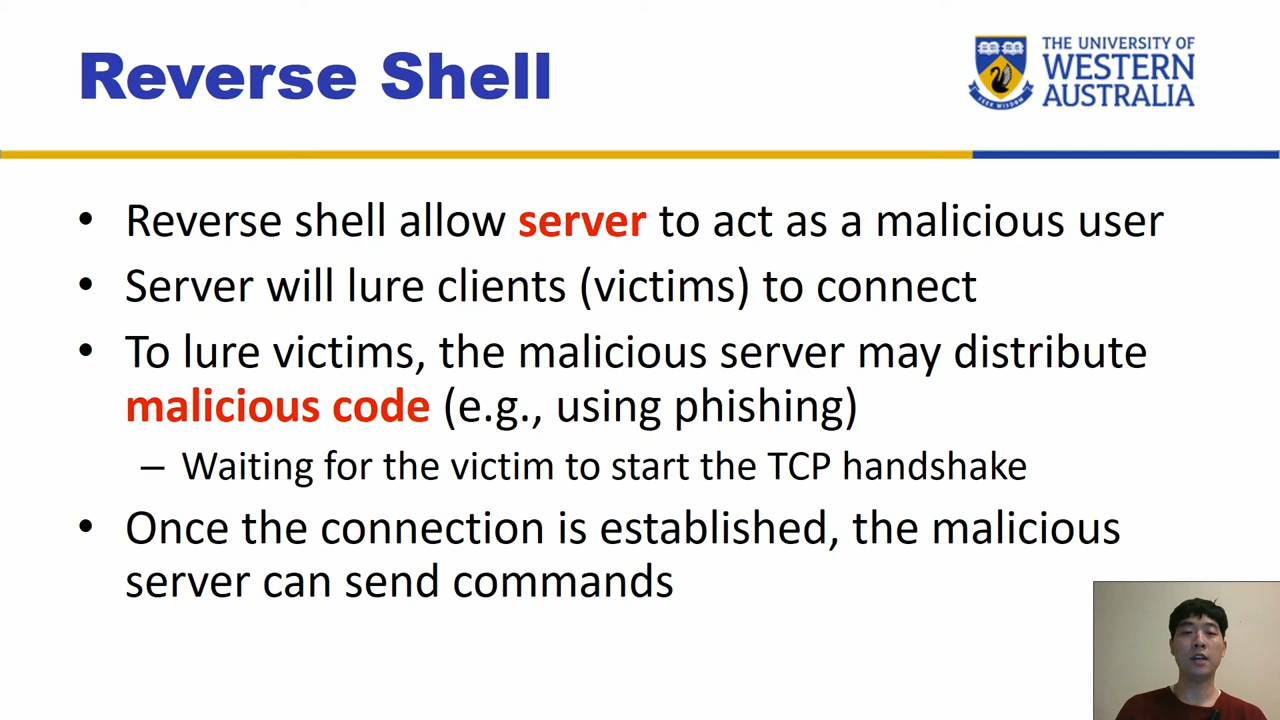 Reverse Shell
THE UNIVERSITY OF
WESTERN
AUSTRALIA
SEEK WISDOM
• Reverse shell allow server to act as a malicious user
• Server will lure clients (victims) to connect
• To lure victims, the malicious server may distribute
malicious code (e.g., using phishing)
– Waiting for the victim to start the TCP handshake
• Once the connection is established, the malicious
server can send commands